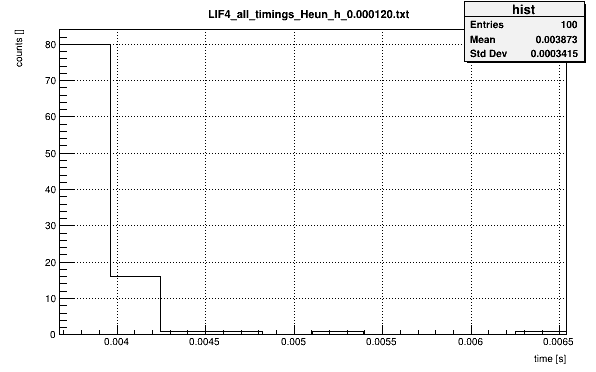 LIF4_all_timings_Heun_h_0.000120.txt
hist
Entries 100
Mean 0.003873
Std Dev 0.0003415
counts []
80
70
60
50
40
30
20
10
0
0.004
0.0045
0.005
0.0055
0.006
0.0065
time [s]